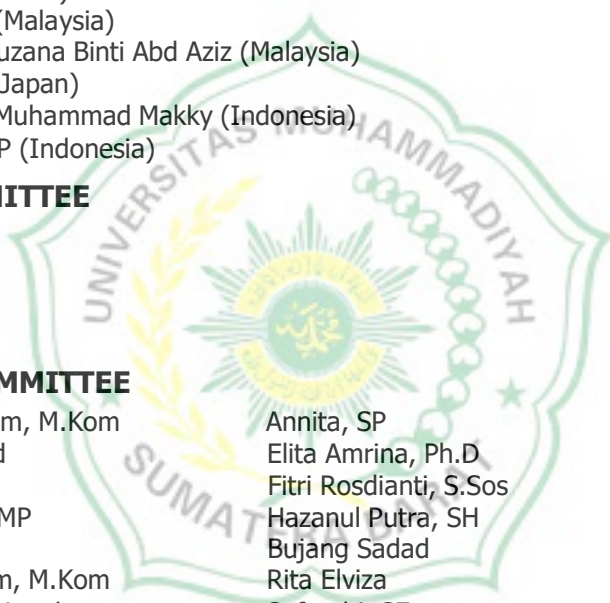 (Malaysia)
uzana Binti Abd Aziz (Malaysia)
Japan)
Muhammad Makky (Indonesia)
P (Indonesia)
MITTEE
MMITTEE
m, M.Kom Annita, SP
d Elita Amrina, Ph.D
Fitri Rosdianti, S.Sos
MP Hazanul Putra, SH
Bujang Sadad
m, M.Kom Rita Elviza
UNIVERSITAS MUHAMMADIYAH
SUMATERA BARAT